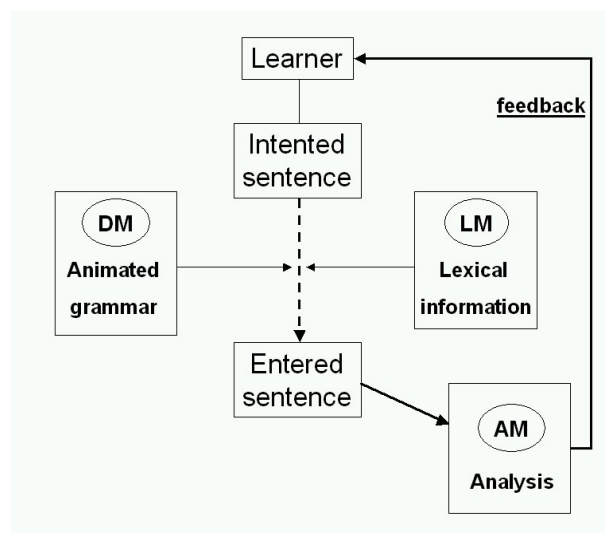 Learner
feedback
Intented
sentence
DM
Animated
grammar
LM
Lexical
information
Entered
sentence
AM
Analysis